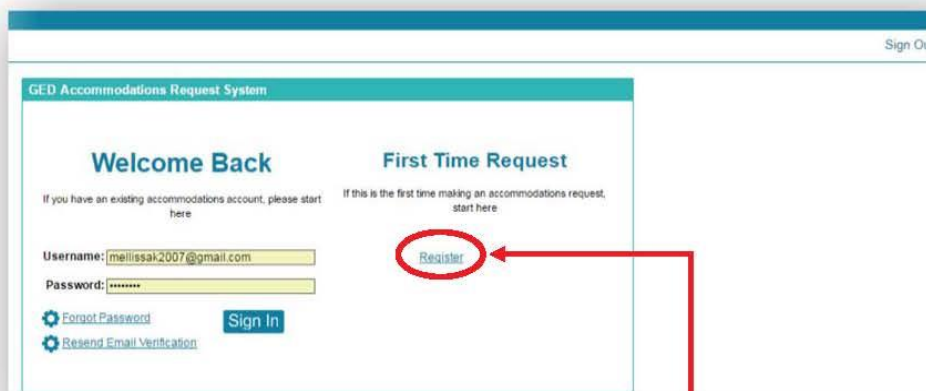 Sign Ou
GED Accommodations Request System
Welcome Back
If you have an existing accommodations account, please start
here
Username: mellissak2007@gmail.com
Password: ••••••••
Forgot Password
Sign In
Resend Email Verification
First Time Request
If this is the first time making an accommodations request,
start here
Register